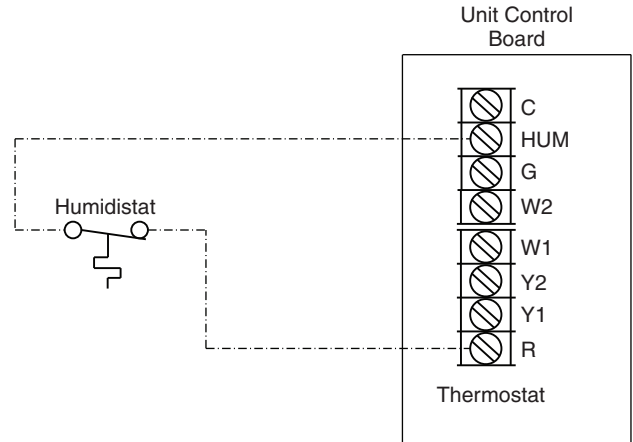 Unit Control
Board
C
HUM
G
Humidistat
W2
W1
Y2
Y1
R
Thermostat